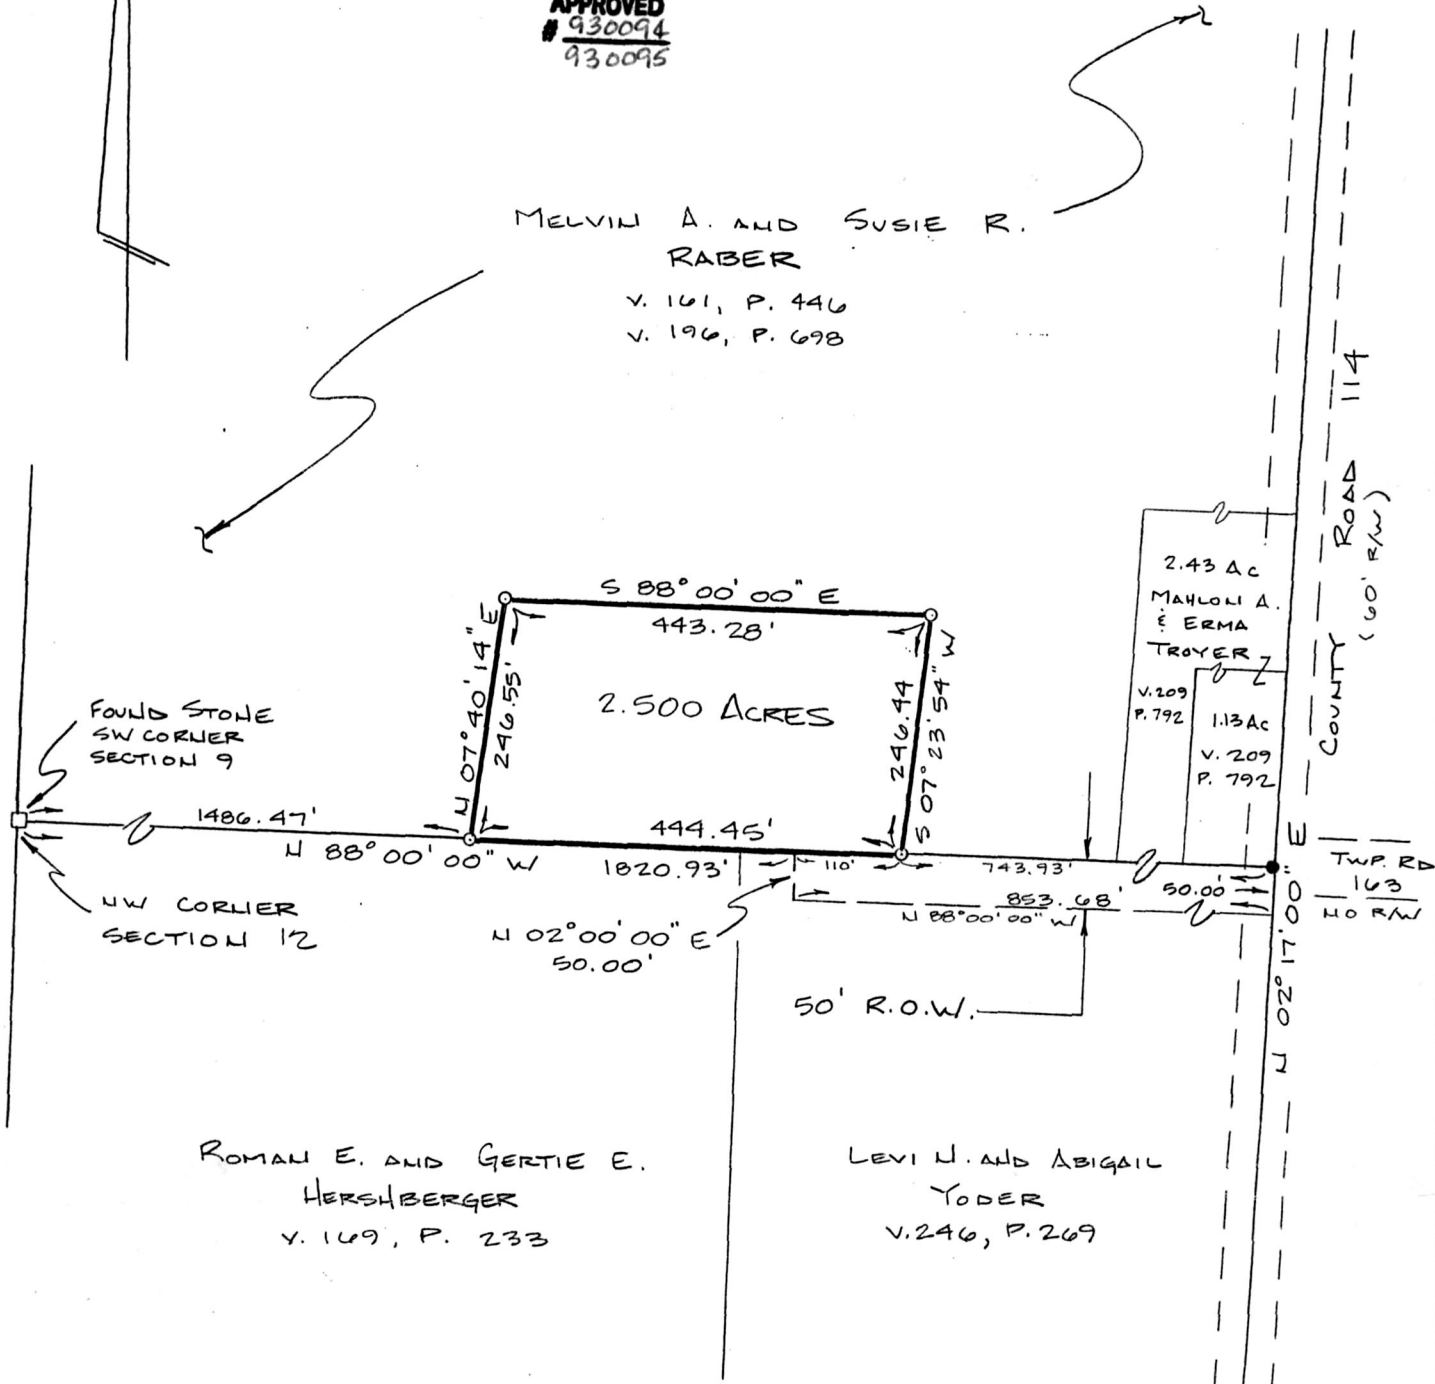 APPROVED
# 930094
930095
MELVIN A. AND SUSIE R.
RABER
V. 161, P. 446
V. 196, P. 698
COUNTY ROAD 114
(60' R/W)
2.43 Ac
MAHLON A.
& ERMA
TROYER
V. 209
P. 792
1.13 Ac
V. 209
P. 792
S 88° 00' 00" E
443.28'
N 07° 40' 14" E
246.55'
2.500 ACRES
246.44
S 07° 23' 54" W
FOUND STONE
SW CORNER
SECTION 9
1486.47'
444.45'
N 88° 00' 00" W
1820.93'
110'
743.93'
50.00'
853.68'
N 88° 00' 00" W
TWP. RD
163
NO R/W
NW CORNER
SECTION 12
N 02° 00' 00" E
50.00'
50' R.O.W.
N 02° 17' 00" E
ROMAN E. AND GERTIE E.
HERSHBERGER
V. 169, P. 233
LEVI N. AND ABIGAIL
YODER
V. 246, P. 269